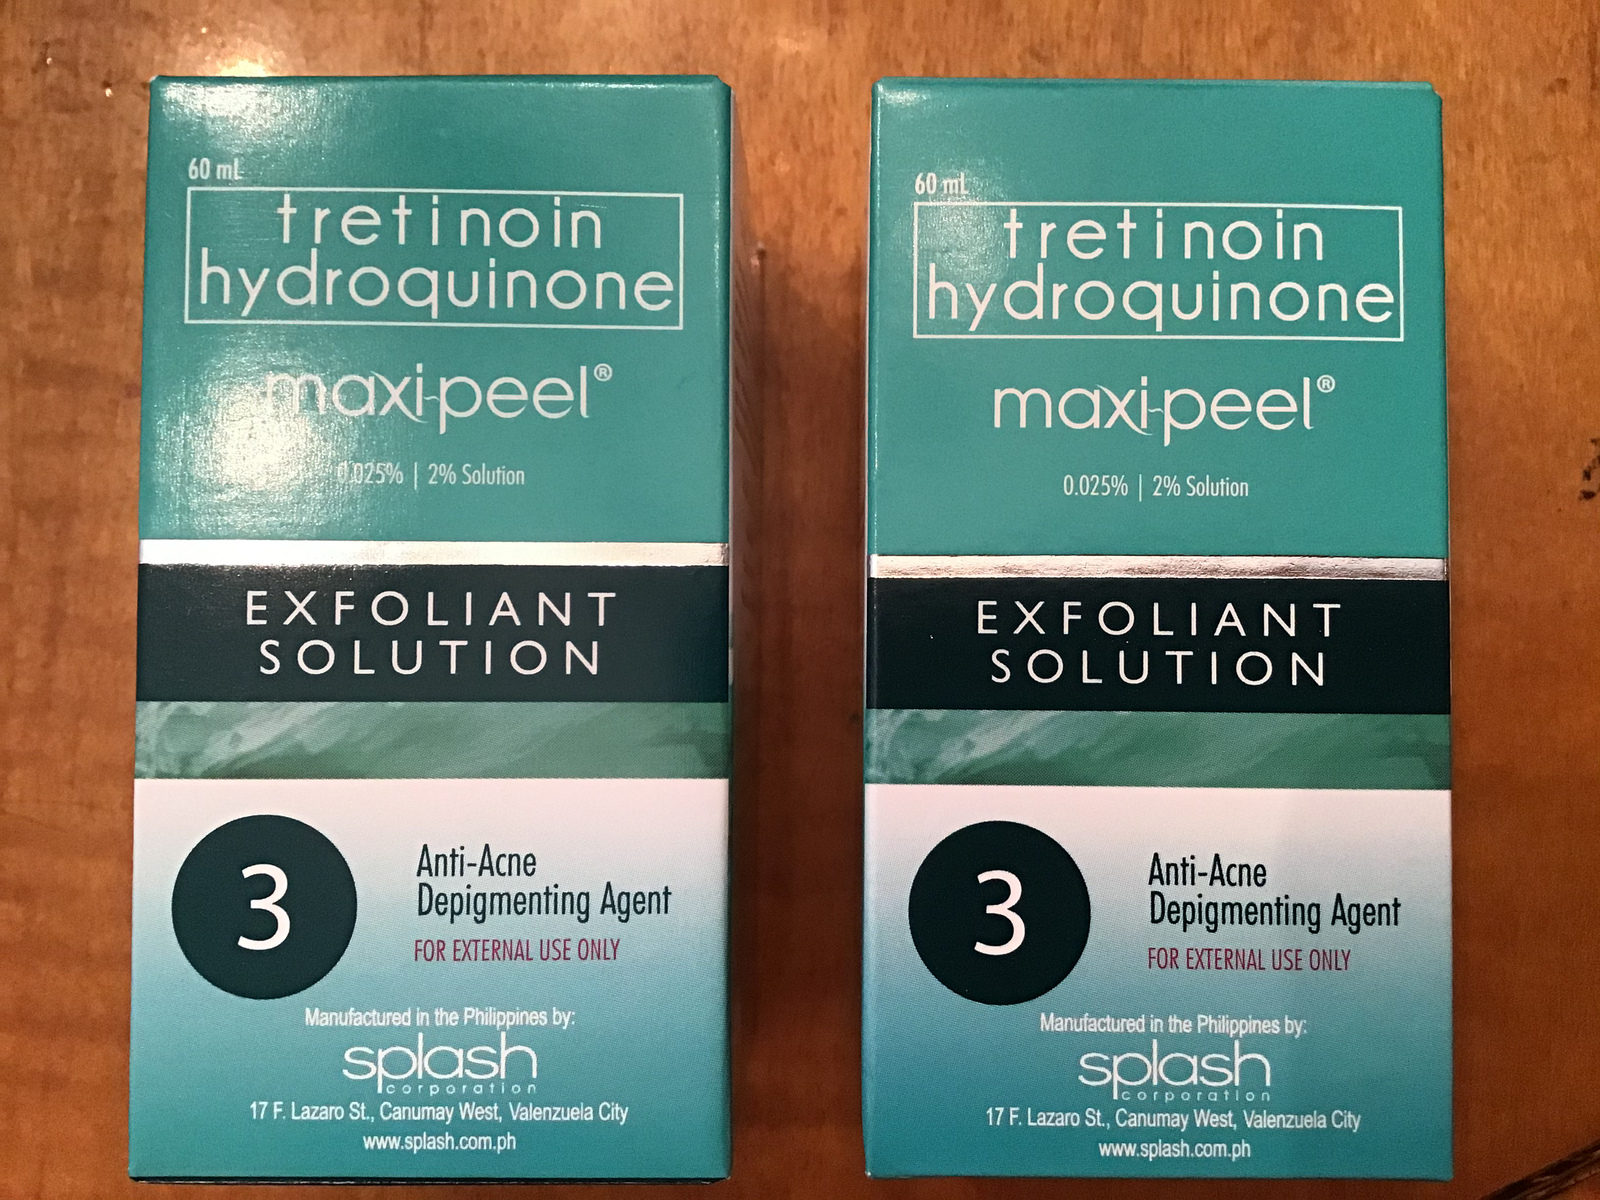 60 mL
tretinoin
hydroquinone
maxi-peel®
0.025% | 2% Solution
EXFOLIANT
SOLUTION
3
Anti-Acne
Depigmenting Agent
FOR EXTERNAL USE ONLY
Manufactured in the Philippines by:
splash
corporation
17 F. Lazaro St., Canumay West, Valenzuela City
www.splash.com.ph
60 mL
tretinoin
hydroquinone
maxi-peel®
0.025% | 2% Solution
EXFOLIANT
SOLUTION
3
Anti-Acne
Depigmenting Agent
FOR EXTERNAL USE ONLY
Manufactured in the Philippines by:
splash
corporation
17 F. Lazaro St., Canumay West, Valenzuela City
www.splash.com.ph